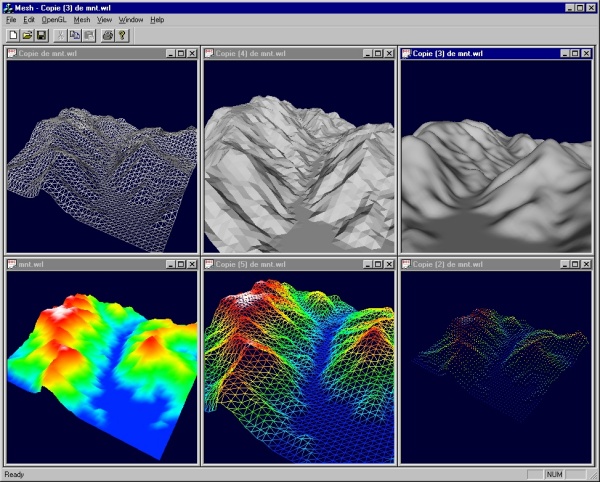 Mesh - Copie (3) de mnt.wrl
File Edit OpenGL Mesh View Window Help
Copie de mnt.wrl
Copie (4) de mnt.wrl
Copie (3) de mnt.wrl
mnt.wrl
Copie (5) de mnt.wrl
Copie (2) de mnt.wrl
Ready
NUM